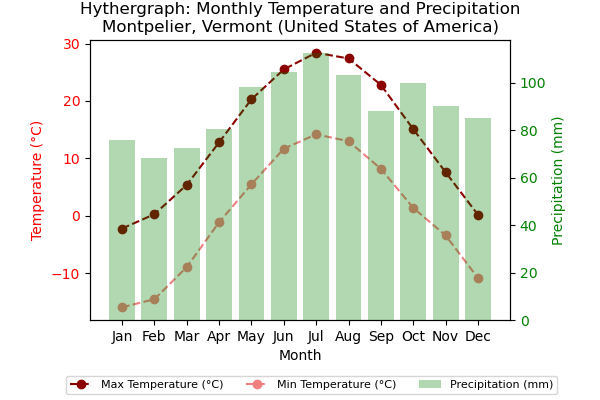 Hythergraph: Monthly Temperature and Precipitation
Montpelier, Vermont (United States of America)
30
20
10
0
−10
Temperature (°C)
100
80
60
40
20
0
Precipitation (mm)
Jan Feb Mar Apr May Jun Jul Aug Sep Oct Nov Dec
Month
Max Temperature (°C) Min Temperature (°C) Precipitation (mm)